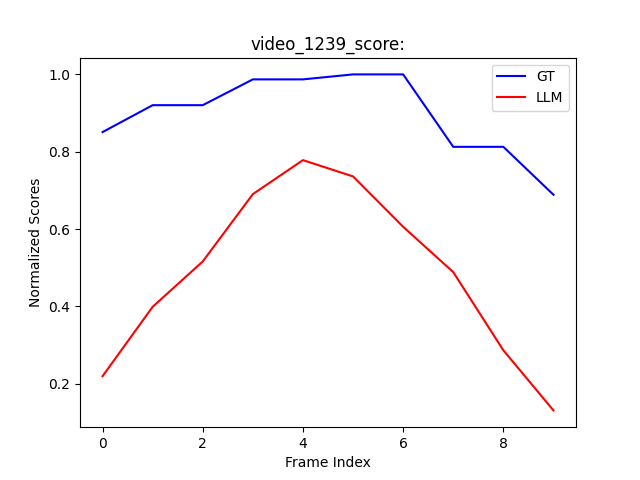 video_1239_score:
GT
LLM
Normalized Scores
1.0
0.8
0.6
0.4
0.2
0 2 4 6 8
Frame Index